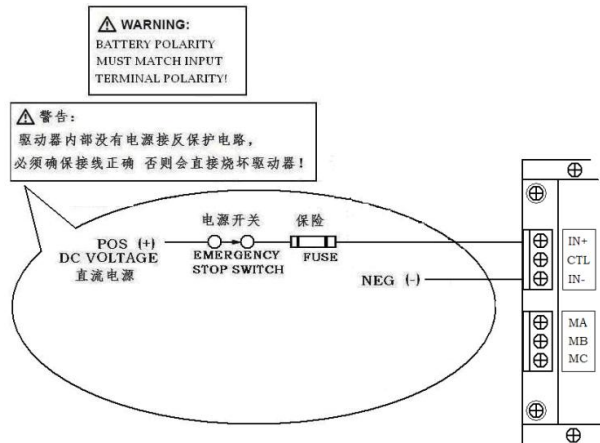 ⚠ WARNING:
BATTERY POLARITY
MUST MATCH INPUT
TERMINAL POLARITY!
⚠ 警告：
驱动器内部没有电源接反保护电路，
必须确保接线正确 否则会直接烧坏驱动器！
电源开关
保险
POS (+)
DC VOLTAGE
直流电源
EMERGENCY
STOP SWITCH
FUSE
NEG (-)
IN+
CTL
IN-
MA
MB
MC